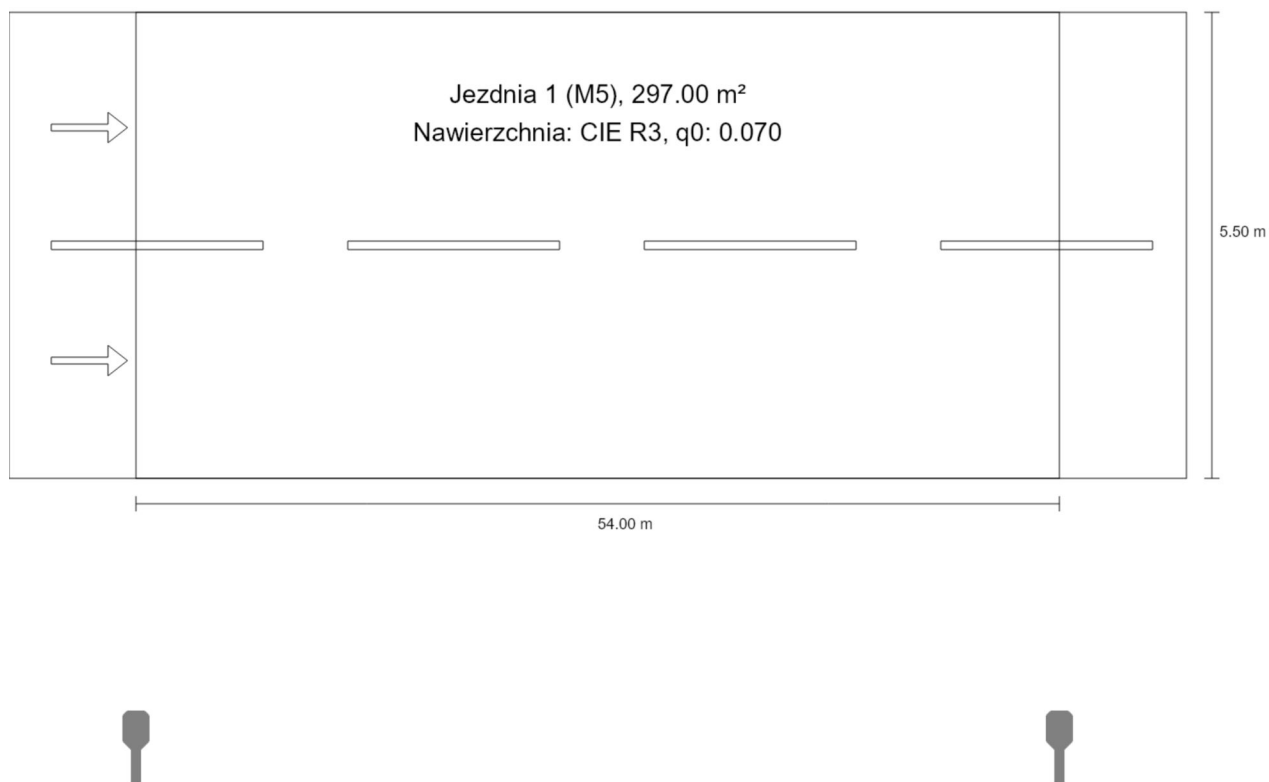 Jezdnia 1 (M5), 297.00 m²
Nawierzchnia: CIE R3, q0: 0.070
5.50 m
54.00 m